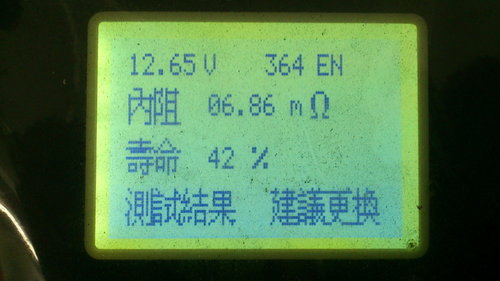 12.65V 364 EN
內阻 06.86 mΩ
壽命 42 %
測試結果 建議更換